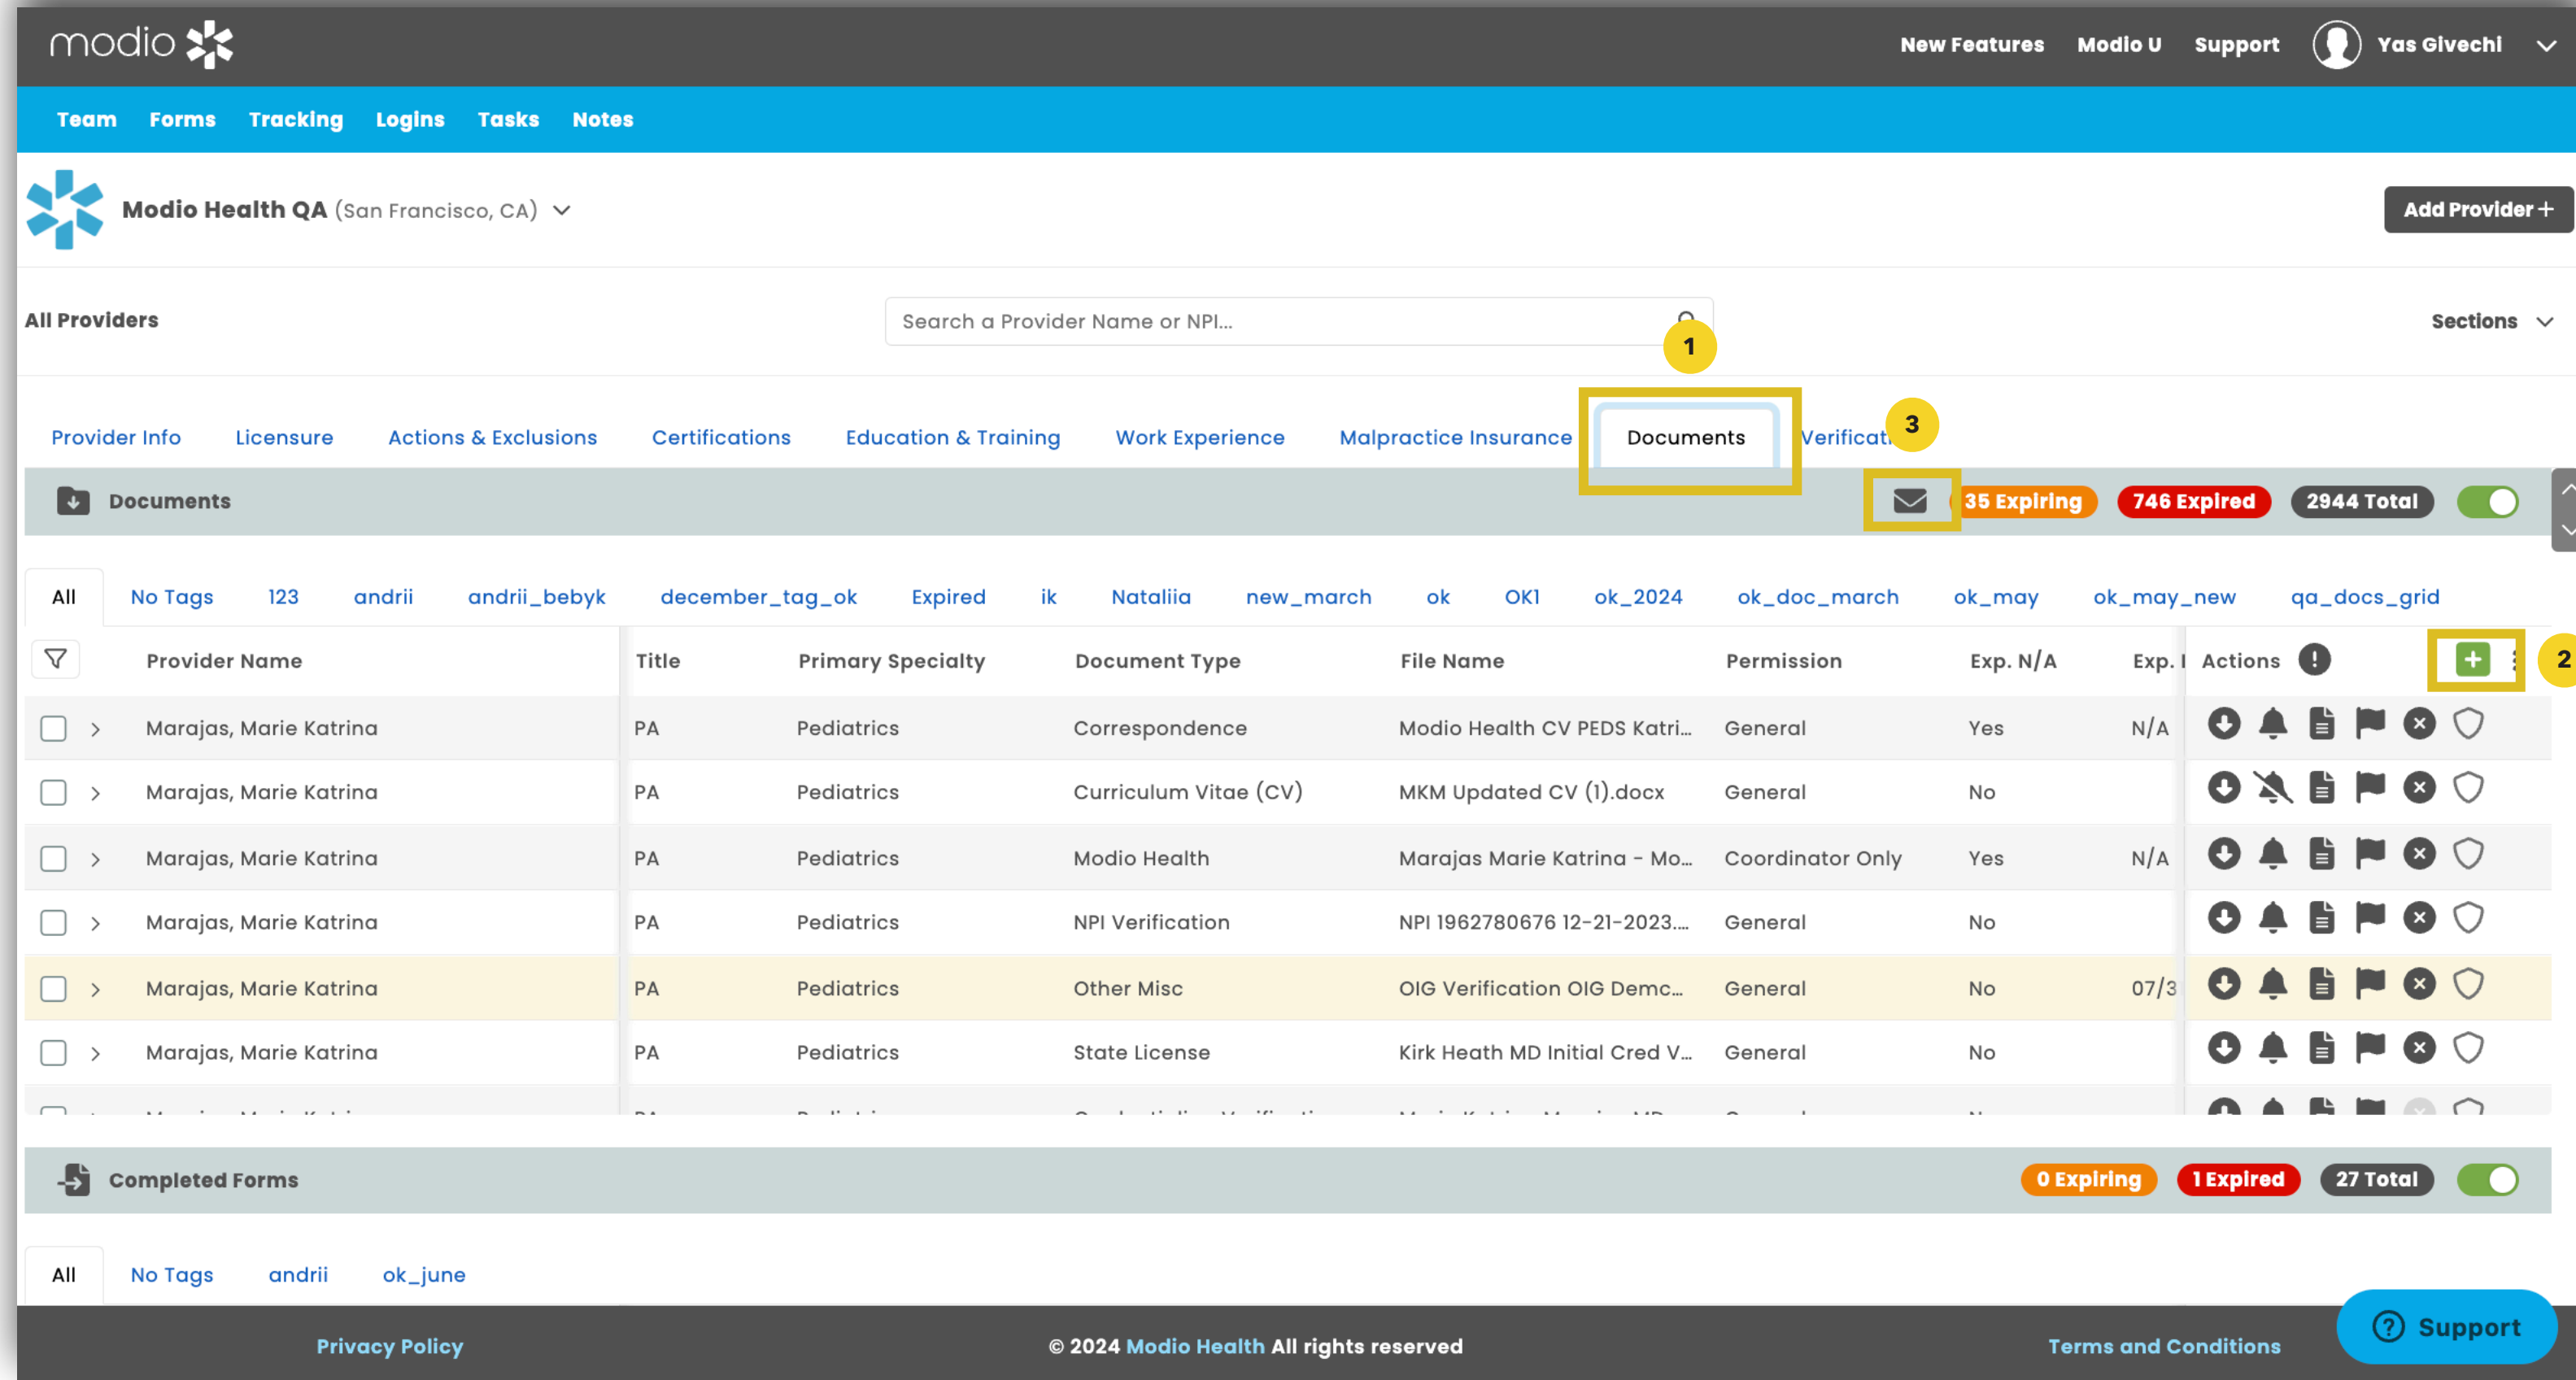 modio
New Features Modio U Support Yas Givechi
Team Forms Tracking Logins Tasks Notes
Modio Health QA (San Francisco, CA)
Add Provider+
All Providers
Search a Provider Name or NPI...
Sections
1
3
Provider Info Licensure Actions & Exclusions Certifications Education & Training Work Experience Malpractice Insurance Documents Verificati
Documents
35 Expiring 746 Expired 2944 Total
All No Tags 123 andrii andrii_bebyk december_tag_ok Expired ik Nataliia new_march ok OK1 ok_2024 ok_doc_march ok_may ok_may_new qa_docs_grid
Provider Name Title Primary Specialty Document Type File Name Permission Exp. N/A Exp. Actions 2
Marajas, Marie Katrina PA Pediatrics Correspondence Modio Health CV PEDS Katri... General Yes N/A
Marajas, Marie Katrina PA Pediatrics Curriculum Vitae (CV) MKM Updated CV (1).docx General No
Marajas, Marie Katrina PA Pediatrics Modio Health Marajas Marie Katrina - Mo... Coordinator Only Yes N/A
Marajas, Marie Katrina PA Pediatrics NPI Verification NPI 1962780676 12-21-2023.... General No
Marajas, Marie Katrina PA Pediatrics Other Misc OIG Verification OIG Demc... General No 07/3
Marajas, Marie Katrina PA Pediatrics State License Kirk Heath MD Initial Cred V... General No
Completed Forms
0 Expiring 1 Expired 27 Total
All No Tags andrii ok_june
Privacy Policy © 2024 Modio Health All rights reserved Terms and Conditions
Support